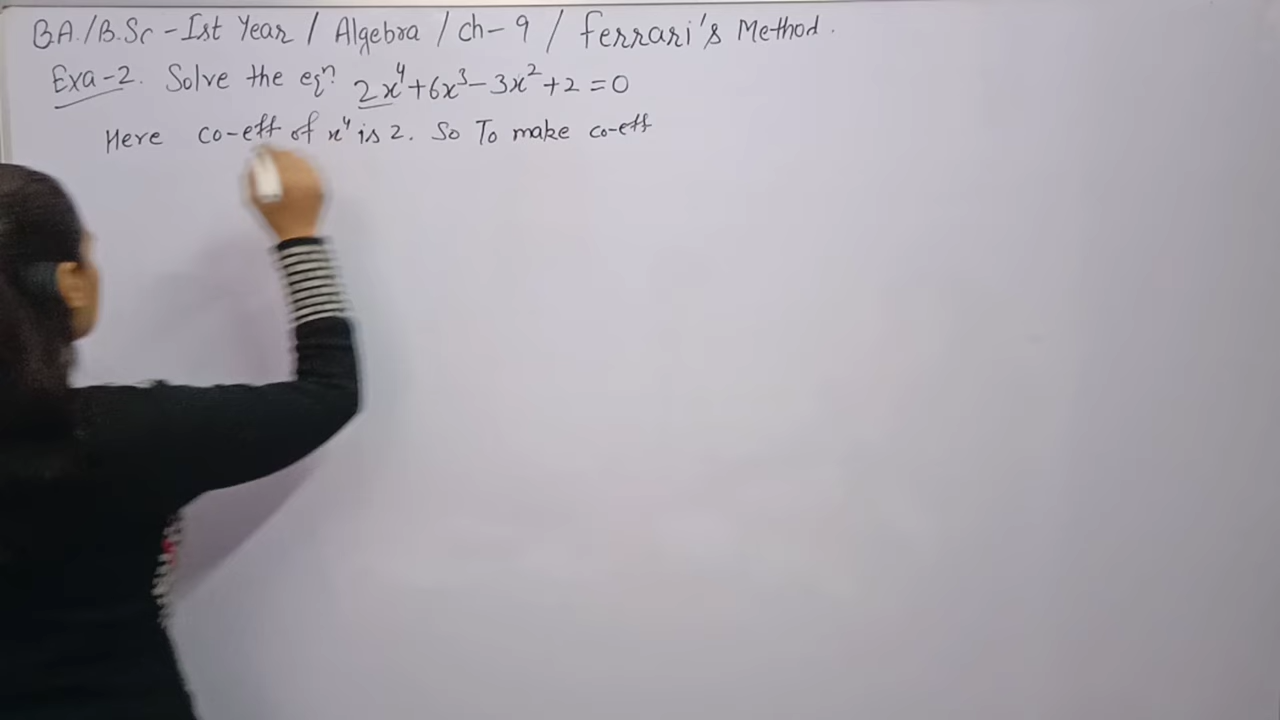 B.A./B.Sc - Ist Year / Algebra / ch-9 / Ferrari's Method.
Exa-2. Solve the eqn. 2x⁴+6x³-3x²+2=0
Here co-eff of x⁴ is 2. So To make co-eff